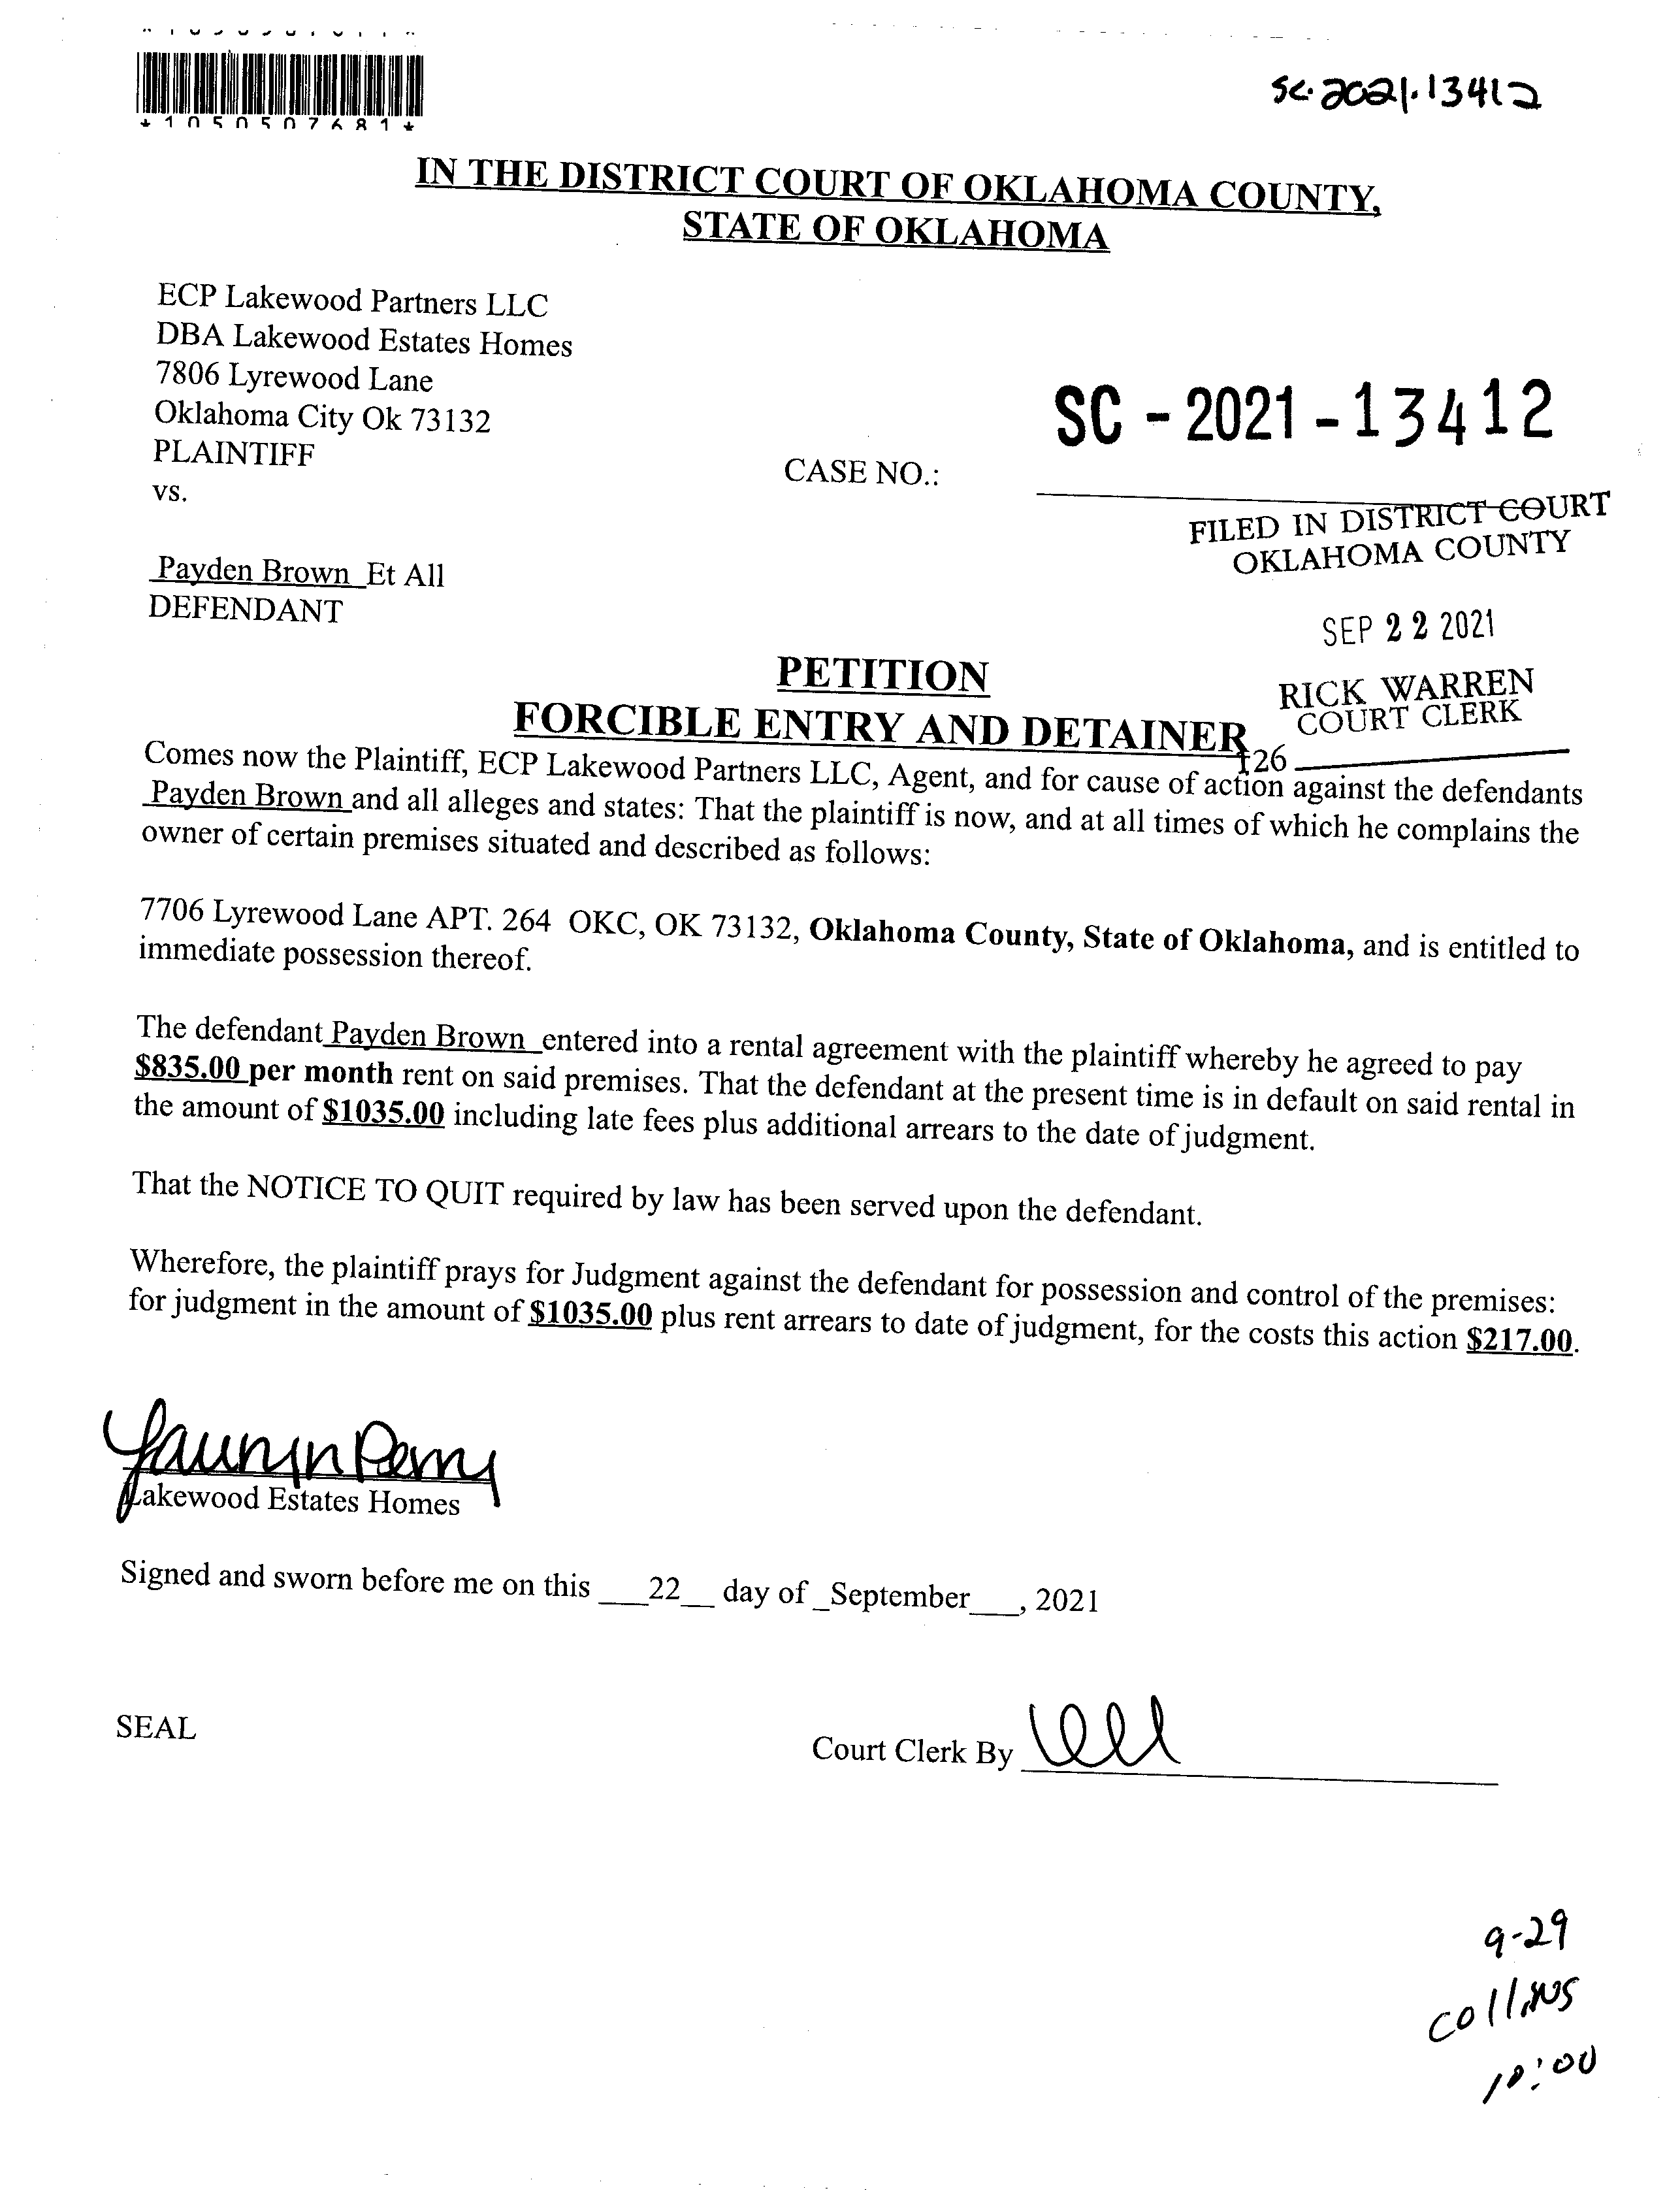 *1050507681*
SC.2021.13412
IN THE DISTRICT COURT OF OKLAHOMA COUNTY,
STATE OF OKLAHOMA
ECP Lakewood Partners LLC
DBA Lakewood Estates Homes
7806 Lyrewood Lane
Oklahoma City Ok 73132
PLAINTIFF
vs.
SC - 2021 - 13412
CASE NO.:
FILED IN DISTRICT COURT
OKLAHOMA COUNTY
Payden Brown Et All
DEFENDANT
SEP 22 2021
RICK WARREN
COURT CLERK
126
PETITION
FORCIBLE ENTRY AND DETAINER
Comes now the Plaintiff, ECP Lakewood Partners LLC, Agent, and for cause of action against the defendants
Payden Brown and all alleges and states: That the plaintiff is now, and at all times of which he complains the
owner of certain premises situated and described as follows:
7706 Lyrewood Lane APT. 264 OKC, OK 73132, Oklahoma County, State of Oklahoma, and is entitled to
immediate possession thereof.
The defendant Payden Brown entered into a rental agreement with the plaintiff whereby he agreed to pay
$835.00 per month rent on said premises. That the defendant at the present time is in default on said rental in
the amount of $1035.00 including late fees plus additional arrears to the date of judgment.
That the NOTICE TO QUIT required by law has been served upon the defendant.
Wherefore, the plaintiff prays for Judgment against the defendant for possession and control of the premises:
for judgment in the amount of $1035.00 plus rent arrears to date of judgment, for the costs this action $217.00.
Perry
Lakewood Estates Homes
Signed and sworn before me on this ___22__ day of _September___, 2021
SEAL
Court Clerk By
9-29
Collins
10:00